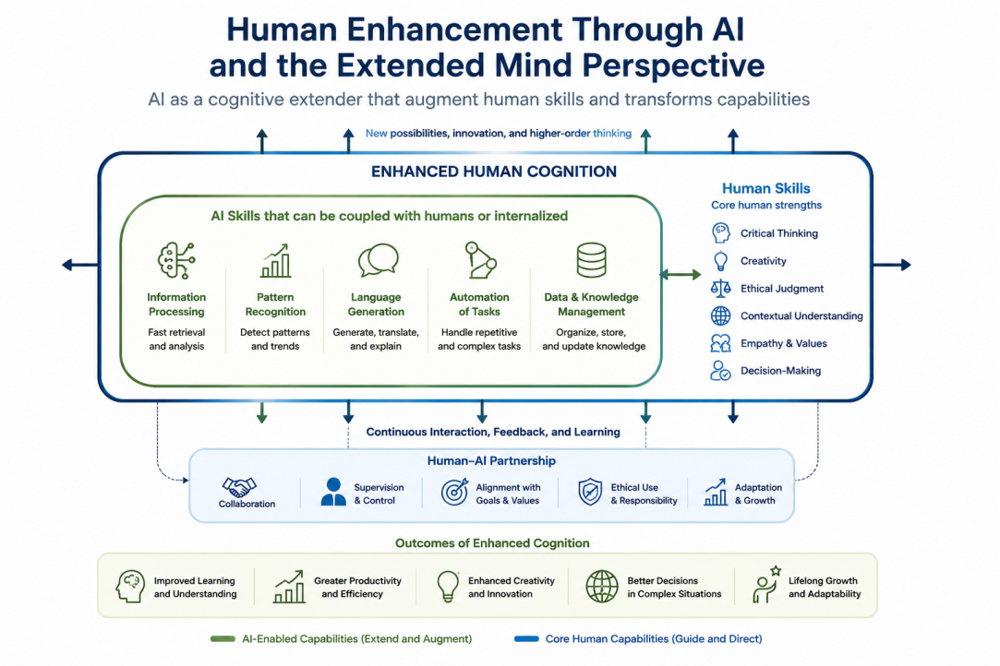 Human Enhancement Through AI
and the Extended Mind Perspective
AI as a cognitive extender that augment human skills and transforms capabilities
New possibilities, innovation, and higher-order thinking
ENHANCED HUMAN COGNITION
AI Skills that can be coupled with humans or internalized
Information
Processing
Fast retrieval
and analysis
Pattern
Recognition
Detect patterns
and trends
Language
Generation
Generate, translate,
and explain
Automation
of Tasks
Handle repetitive
and complex tasks
Data & Knowledge
Management
Organize, store,
and update knowledge
Human Skills
Core human strengths
Critical Thinking
Creativity
Ethical Judgment
Contextual Understanding
Empathy & Values
Decision-Making
Continuous Interaction, Feedback, and Learning
Human–AI Partnership
Collaboration
Supervision
& Control
Alignment with
Goals & Values
Ethical Use
& Responsibility
Adaptation
& Growth
Outcomes of Enhanced Cognition
Improved Learning
and Understanding
Greater Productivity
and Efficiency
Enhanced Creativity
and Innovation
Better Decisions
in Complex Situations
Lifelong Growth
and Adaptability
AI-Enabled Capabilities (Extend and Augment)
Core Human Capabilities (Guide and Direct)